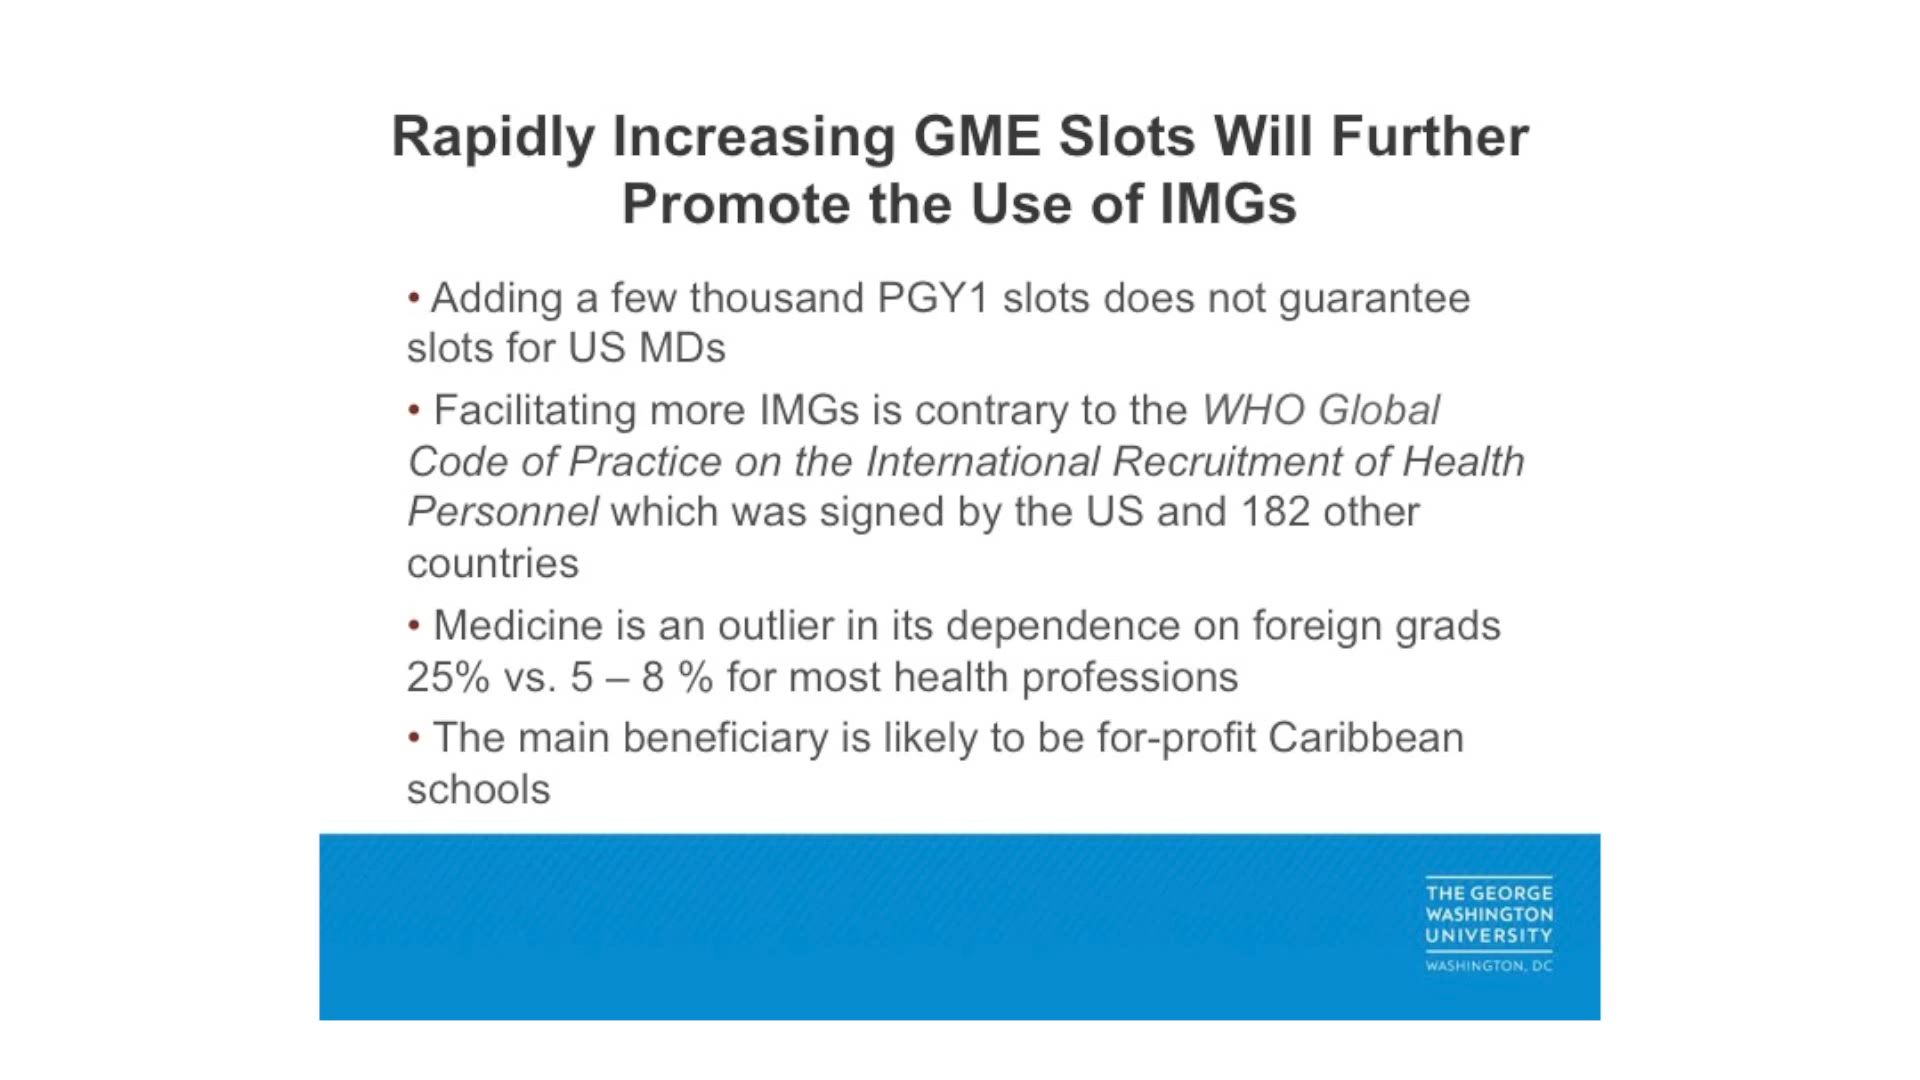 Rapidly Increasing GME Slots Will Further
Promote the Use of IMGs
• Adding a few thousand PGY1 slots does not guarantee
slots for US MDs
• Facilitating more IMGs is contrary to the WHO Global
Code of Practice on the International Recruitment of Health
Personnel which was signed by the US and 182 other
countries
• Medicine is an outlier in its dependence on foreign grads
25% vs. 5 – 8 % for most health professions
• The main beneficiary is likely to be for-profit Caribbean
schools
THE GEORGE
WASHINGTON
UNIVERSITY
WASHINGTON, DC